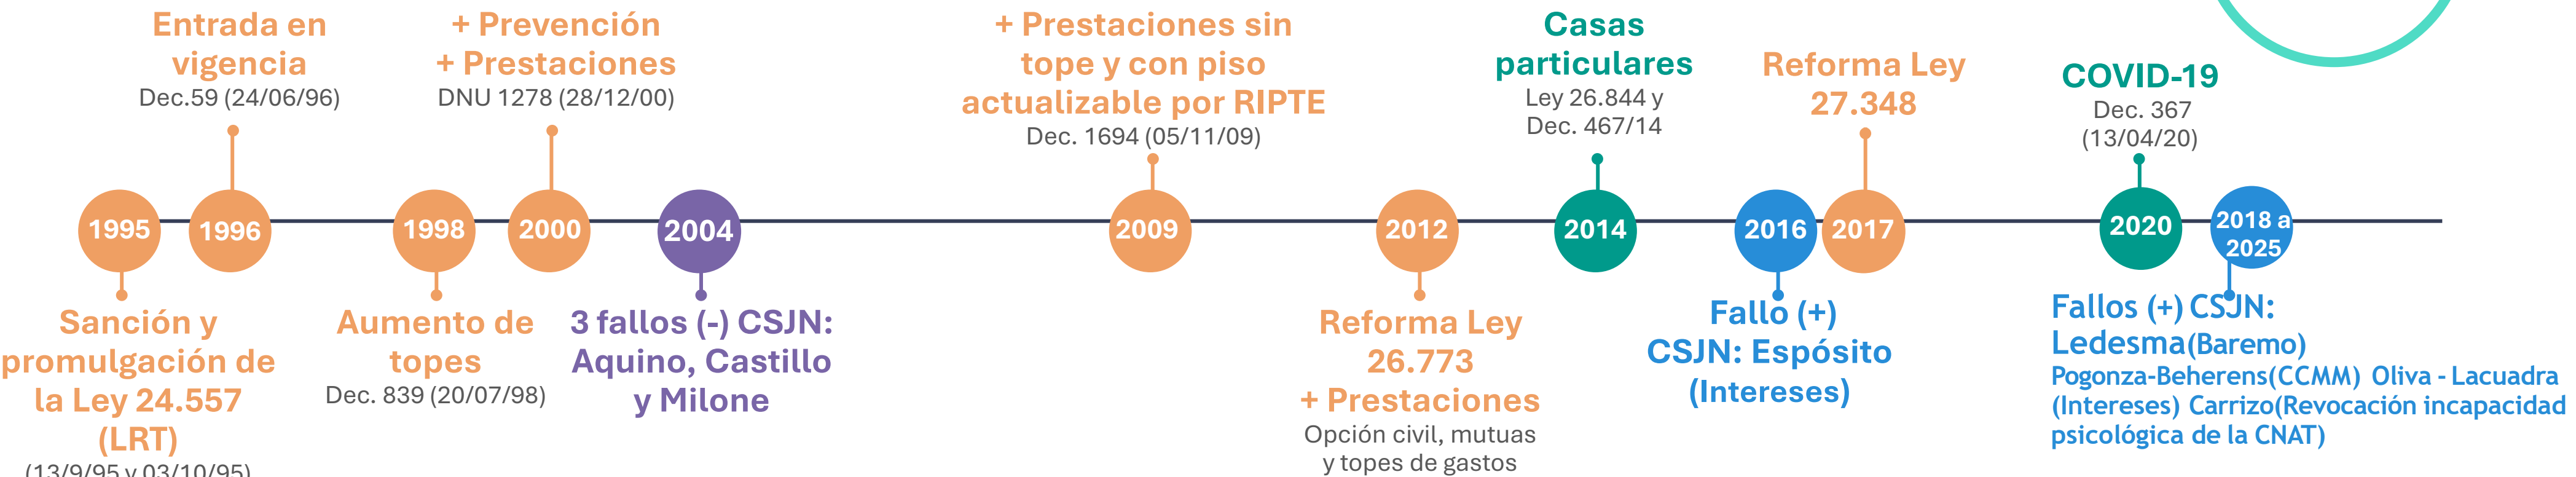 Entrada en
vigencia
Dec.59 (24/06/96)
+ Prevención
+ Prestaciones
DNU 1278 (28/12/00)
+ Prestaciones sin
tope y con piso
actualizable por RIPTE
Dec. 1694 (05/11/09)
Casas
particulares
Ley 26.844 y
Dec. 467/14
Reforma Ley
27.348
COVID-19
Dec. 367
(13/04/20)
1995
1996
1998
2000
2004
2009
2012
2014
2016
2017
2020
2018 a
2025
Sanción y
promulgación de
la Ley 24.557
(LRT)
(13/9/95 y 03/10/95)
Aumento de
topes
Dec. 839 (20/07/98)
3 fallos (-) CSJN:
Aquino, Castillo
y Milone
Reforma Ley
26.773
+ Prestaciones
Opción civil, mutuas
y topes de gastos
Fallo (+)
CSJN: Espósito
(Intereses)
Fallos (+) CSJN:
Ledesma(Baremo)
Pogonza-Beherens(CCMM) Oliva - Lacuadra
(Intereses) Carrizo(Revocación incapacidad
psicológica de la CNAT)